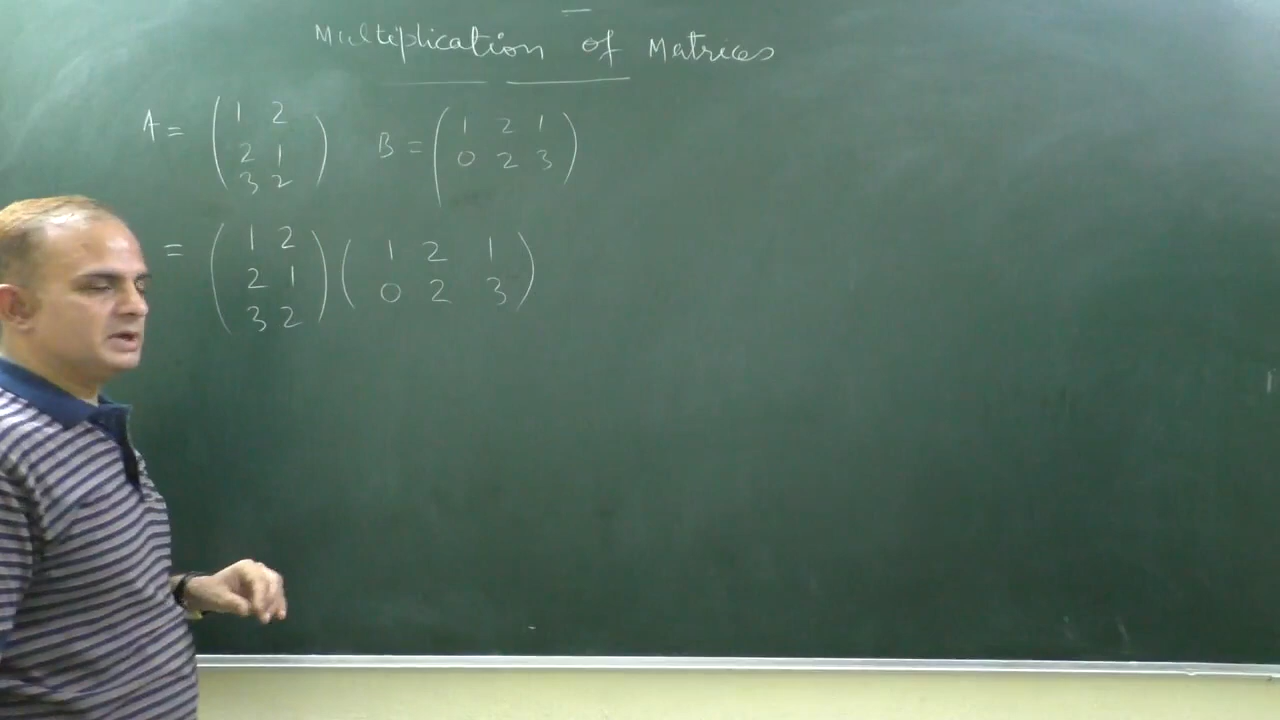 Multiplication of Matrices
1 2
A = 2 1 B = 1 2 1
3 2 0 2 3
= ( 1 2 ) ( 1 2 1 )
2 1 0 2 3
3 2